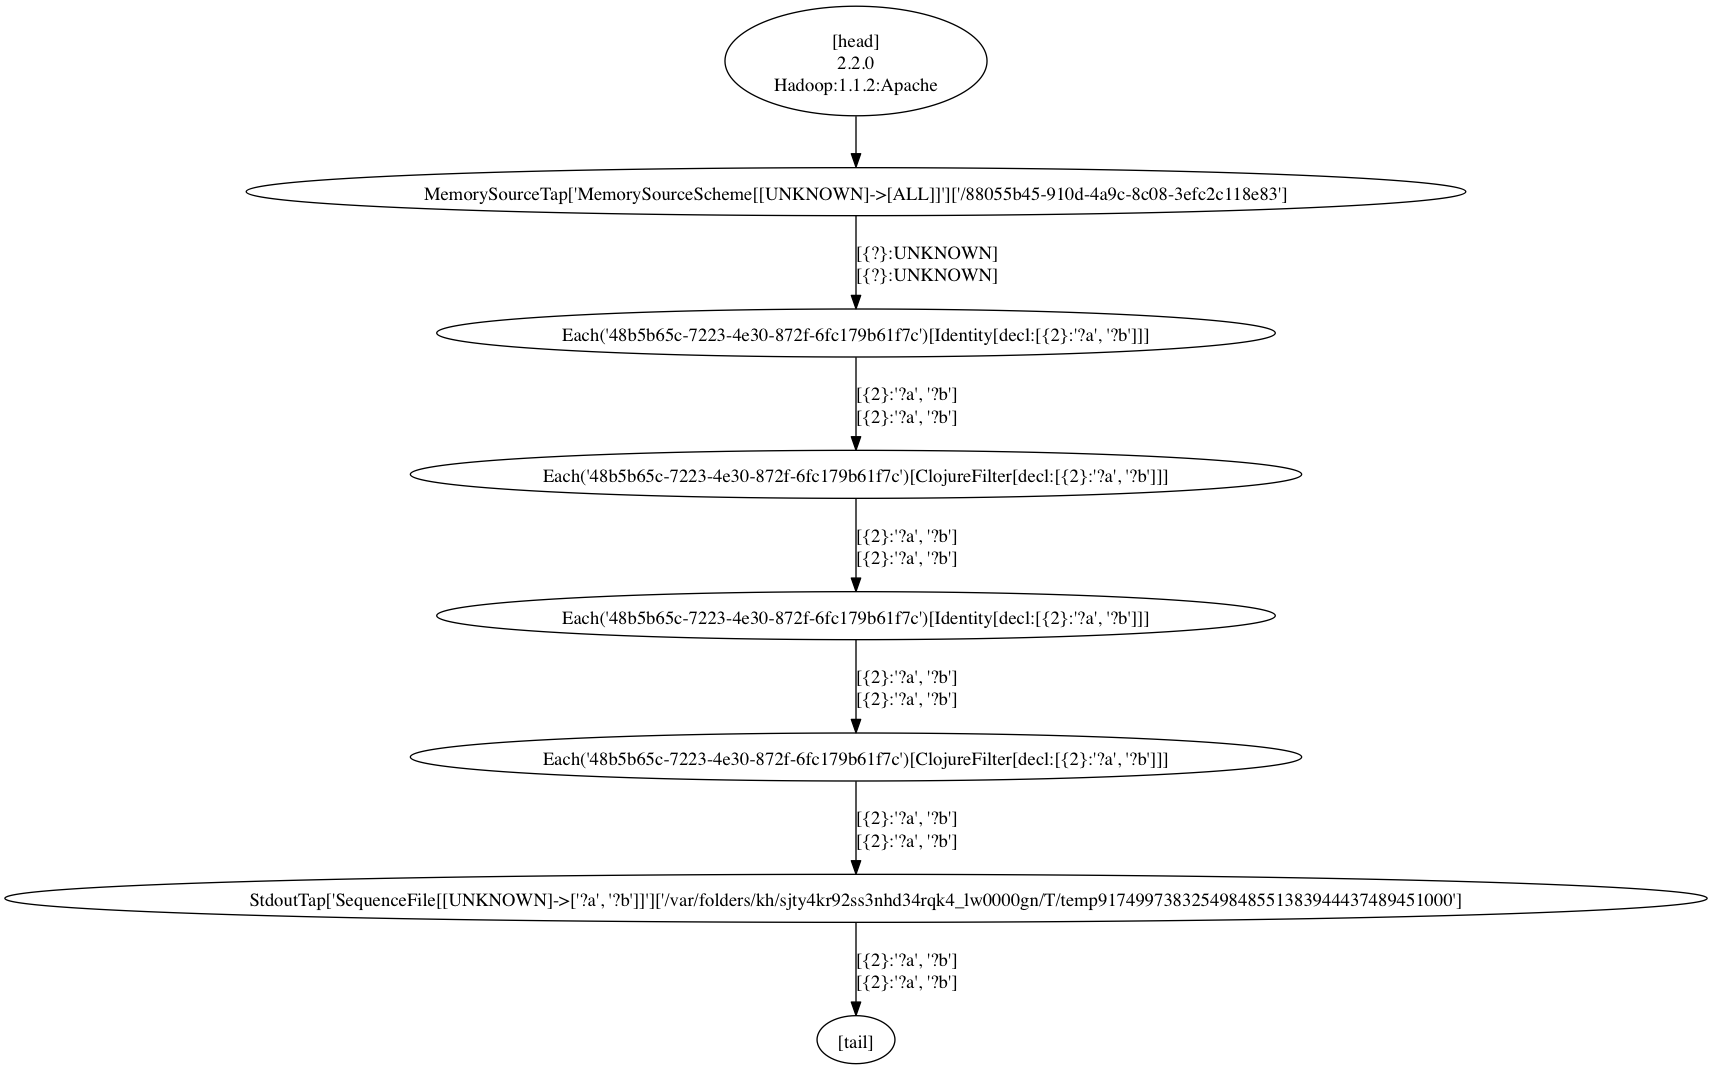 [head]
2.2.0
Hadoop:1.1.2:Apache
MemorySourceTap['MemorySourceScheme[[UNKNOWN]->[ALL]]']['/88055b45-910d-4a9c-8c08-3efc2c118e83']
[{?}:UNKNOWN]
[{?}:UNKNOWN]
Each('48b5b65c-7223-4e30-872f-6fc179b61f7c')[Identity[decl:[{2}:'?a', '?b']]]
[{2}:'?a', '?b']
[{2}:'?a', '?b']
Each('48b5b65c-7223-4e30-872f-6fc179b61f7c')[ClojureFilter[decl:[{2}:'?a', '?b']]]
[{2}:'?a', '?b']
[{2}:'?a', '?b']
Each('48b5b65c-7223-4e30-872f-6fc179b61f7c')[Identity[decl:[{2}:'?a', '?b']]]
[{2}:'?a', '?b']
[{2}:'?a', '?b']
Each('48b5b65c-7223-4e30-872f-6fc179b61f7c')[ClojureFilter[decl:[{2}:'?a', '?b']]]
[{2}:'?a', '?b']
[{2}:'?a', '?b']
StdoutTap['SequenceFile[[UNKNOWN]->['?a', '?b']]']['/var/folders/kh/sjty4kr92ss3nhd34rqk4_lw0000gn/T/temp91749973832549848551383944437489451000']
[{2}:'?a', '?b']
[{2}:'?a', '?b']
[tail]